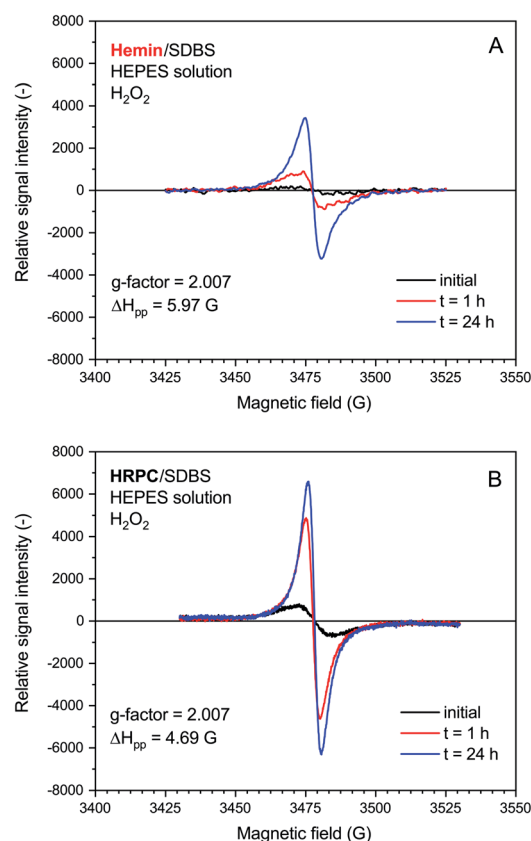 A
Hemin/SDBS
HEPES solution
H₂O₂
g-factor = 2.007
ΔHpp = 5.97 G
initial
t = 1 h
t = 24 h
Relative signal intensity (-)
8000
6000
4000
2000
0
-2000
-4000
-6000
-8000
3400 3425 3450 3475 3500 3525 3550
Magnetic field (G)
B
HRPC/SDBS
HEPES solution
H₂O₂
g-factor = 2.007
ΔHpp = 4.69 G
initial
t = 1 h
t = 24 h
Relative signal intensity (-)
8000
6000
4000
2000
0
-2000
-4000
-6000
-8000
3400 3425 3450 3475 3500 3525 3550
Magnetic field (G)